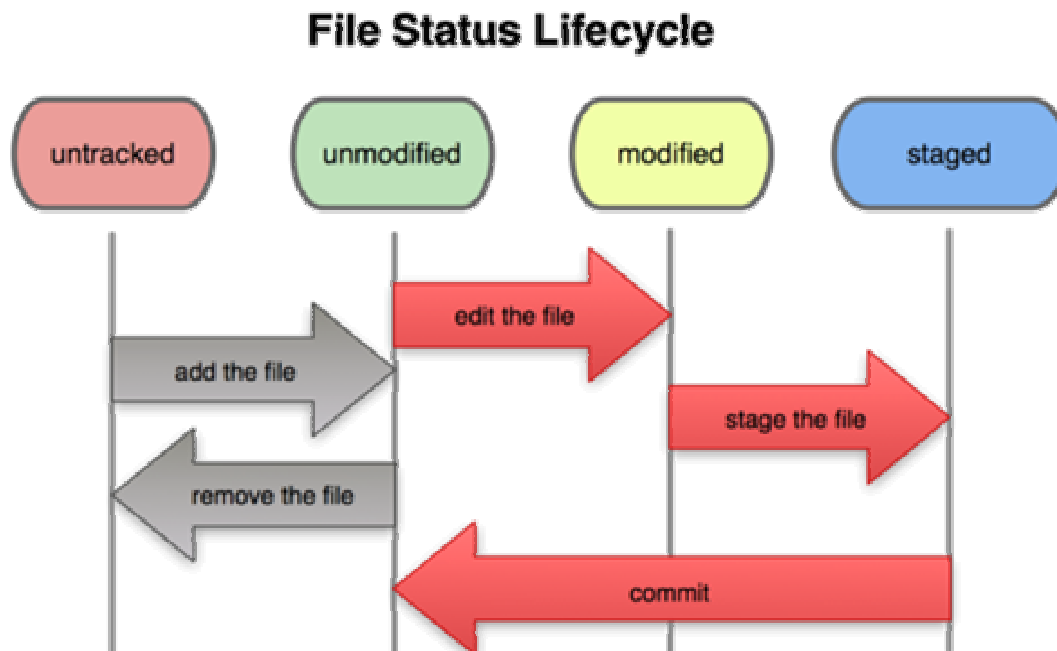 File Status Lifecycle
untracked
unmodified
modified
staged
edit the file
add the file
stage the file
remove the file
commit